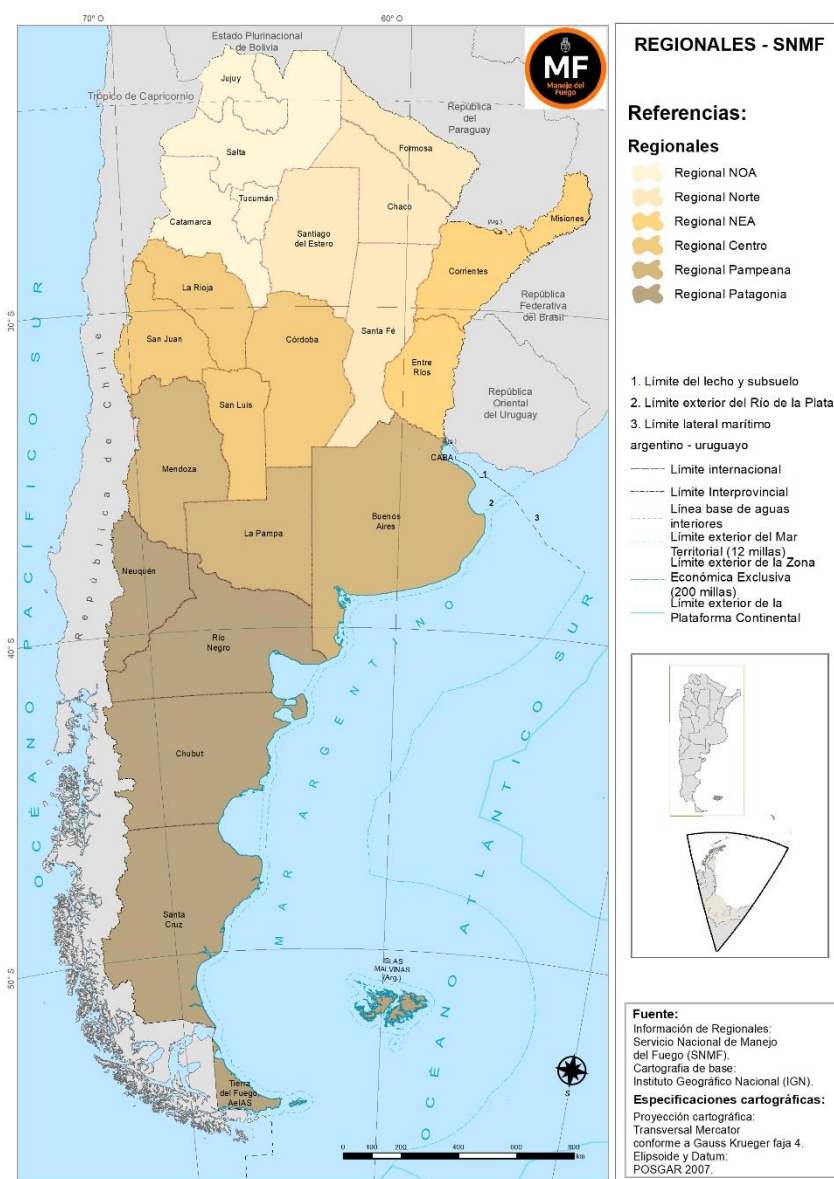 70° O
60° O
Estado Plurinacional
de Bolivia
MF
Manejo del
Fuego
Jujuy
Trópico de Capricornio
República
del
Paraguay
Formosa
Salta
Chaco
Tucumán
Catamarca
Santiago
del Estero
(Arg.)
Misiones
Corrientes
La Rioja
República
Federativa
del Brasil
30° S
San Juan
Córdoba
Santa Fé
Entre
Ríos
San Luis
República
Oriental
del Uruguay
Mendoza
CABA
1
2
3
Buenos
Aires
La Pampa
Neuquén
Río
Negro
40° S
Chubut
Santa
Cruz
50° S
ISLAS
MALVINAS
(Arg.)
Tierra
del Fuego,
AeIAS
República de Chile
OCÉANO PACÍFICO SUR
MAR ARGENTINO
OCÉANO ATLÁNTICO SUR
S
0 100 200 400 600 800
km
REGIONALES - SNMF
Referencias:
Regionales
Regional NOA
Regional Norte
Regional NEA
Regional Centro
Regional Pampeana
Regional Patagonia
1. Límite del lecho y subsuelo
2. Límite exterior del Río de la Plata
3. Límite lateral marítimo
argentino - uruguayo
Límite internacional
Límite Interprovincial
Línea base de aguas
interiores
Límite exterior del Mar
Territorial (12 millas)
Límite exterior de la Zona
Económica Exclusiva
(200 millas)
Límite exterior de la
Plataforma Continental
Fuente:
Información de Regionales:
Servicio Nacional de Manejo
del Fuego (SNMF).
Cartografia de base:
Instituto Geográfico Nacional (IGN).
Especificaciones cartográficas:
Proyección cartográfica:
Transversal Mercator
conforme a Gauss Krueger faja 4.
Elipsoide y Datum:
POSGAR 2007.